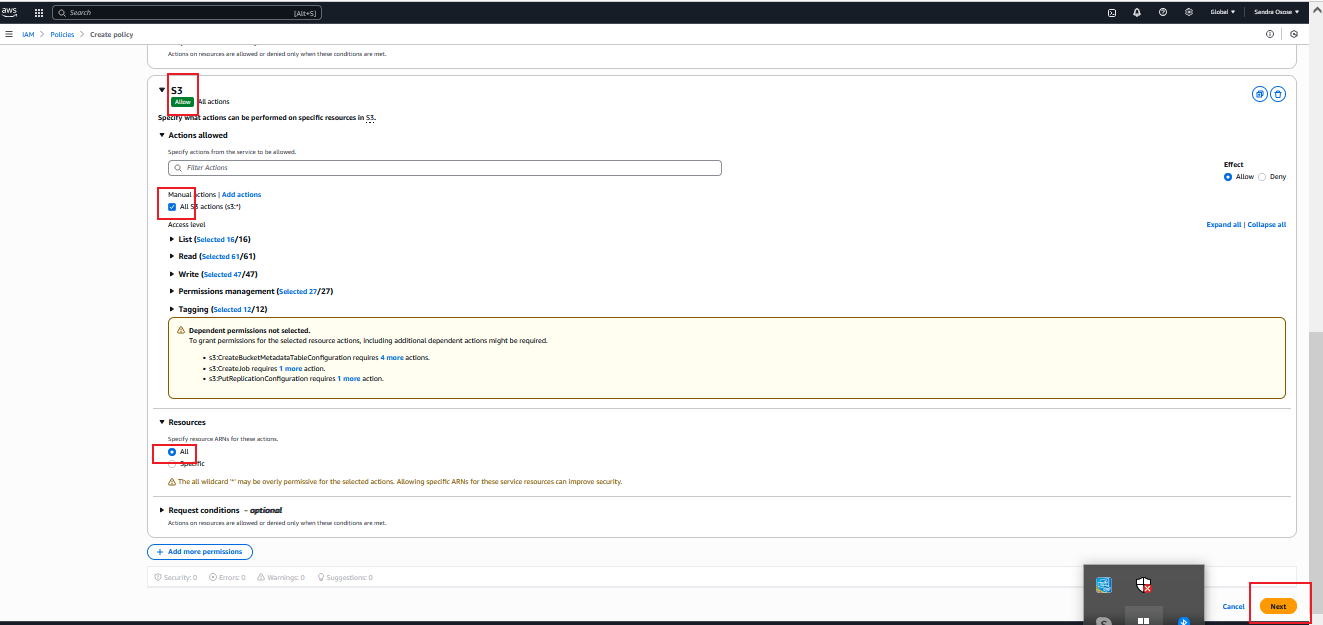 aws Search [Alt+S] Global Sandra Osose
IAM > Policies > Create policy
Actions on resources are allowed or denied only when these conditions are met.
S3
Allow All actions
Specify what actions can be performed on specific resources in S3.
Actions allowed
Specify actions from the service to be allowed.
Filter Actions
Effect
Allow Deny
Manual actions | Add actions
All S3 actions (s3:*)
Access level
Expand all | Collapse all
List (Selected 16/16)
Read (Selected 61/61)
Write (Selected 47/47)
Permissions management (Selected 27/27)
Tagging (Selected 12/12)
Dependent permissions not selected.
To grant permissions for the selected resource actions, including additional dependent actions might be required.
• s3:CreateBucketMetadataTableConfiguration requires 4 more actions.
• s3:CreateJob requires 1 more action.
• s3:PutReplicationConfiguration requires 1 more action.
Resources
Specify resource ARNs for these actions.
All
Specific
The all wildcard '*' may be overly permissive for the selected actions. Allowing specific ARNs for these service resources can improve security.
Request conditions - optional
Actions on resources are allowed or denied only when these conditions are met.
+ Add more permissions
Security: 0 Errors: 0 Warnings: 0 Suggestions: 0
Cancel Next